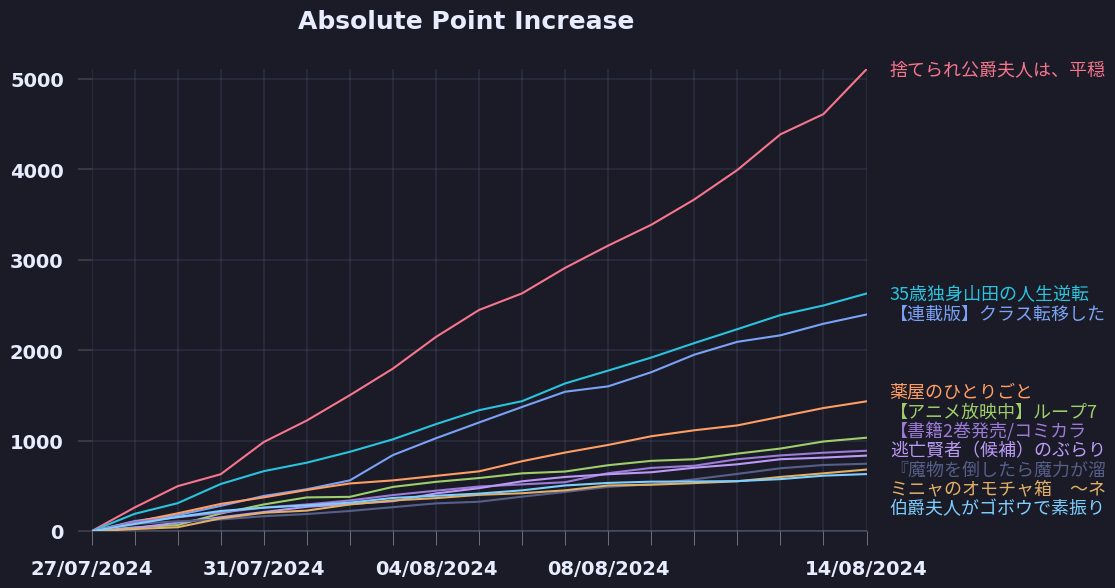 Absolute Point Increase
5000
4000
3000
2000
1000
0
捨てられ公爵夫人は、平穏
35歳独身山田の人生逆転
【連載版】クラス転移した
薬屋のひとりごと
【アニメ放映中】ループ7
【書籍2巻発売/コミカラ
逃亡賢者（候補）のぶらり
『魔物を倒したら魔力が溜
ミニャのオモチャ箱　～ネ
伯爵夫人がゴボウで素振り
27/07/2024 31/07/2024 04/08/2024 08/08/2024 14/08/2024